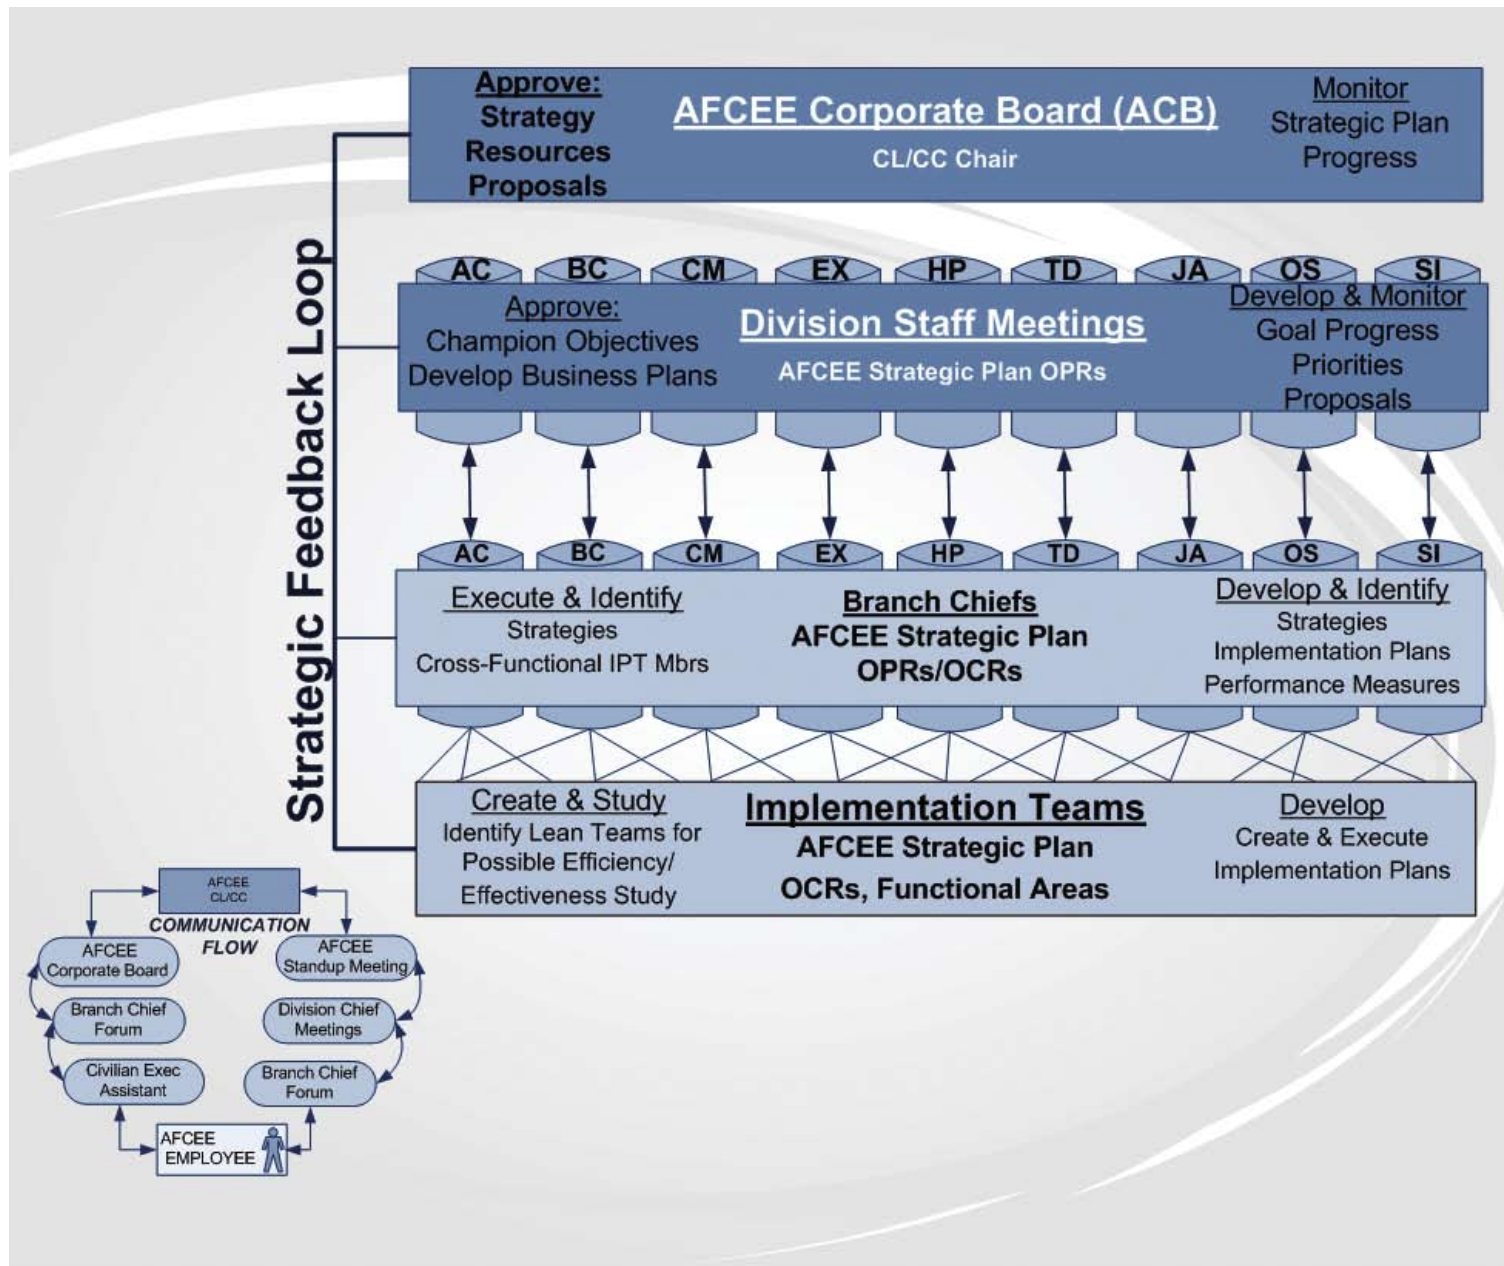 Approve:
Strategy
Resources
Proposals
AFCEE Corporate Board (ACB)
CL/CC Chair
Monitor
Strategic Plan
Progress
Strategic Feedback Loop
AC BC CM EX HP TD JA OS SI
Approve:
Champion Objectives
Develop Business Plans
Division Staff Meetings
AFCEE Strategic Plan OPRs
Develop & Monitor
Goal Progress
Priorities
Proposals
AC BC CM EX HP TD JA OS SI
Execute & Identify
Strategies
Cross-Functional IPT Mbrs
Branch Chiefs
AFCEE Strategic Plan
OPRs/OCRs
Develop & Identify
Strategies
Implementation Plans
Performance Measures
Create & Study
Identify Lean Teams for
Possible Efficiency/
Effectiveness Study
Implementation Teams
AFCEE Strategic Plan
OCRs, Functional Areas
Develop
Create & Execute
Implementation Plans
AFCEE
CL/CC
COMMUNICATION
FLOW
AFCEE
Corporate Board
Branch Chief
Forum
Civilian Exec
Assistant
AFCEE
Standup Meeting
Division Chief
Meetings
Branch Chief
Forum
AFCEE
EMPLOYEE